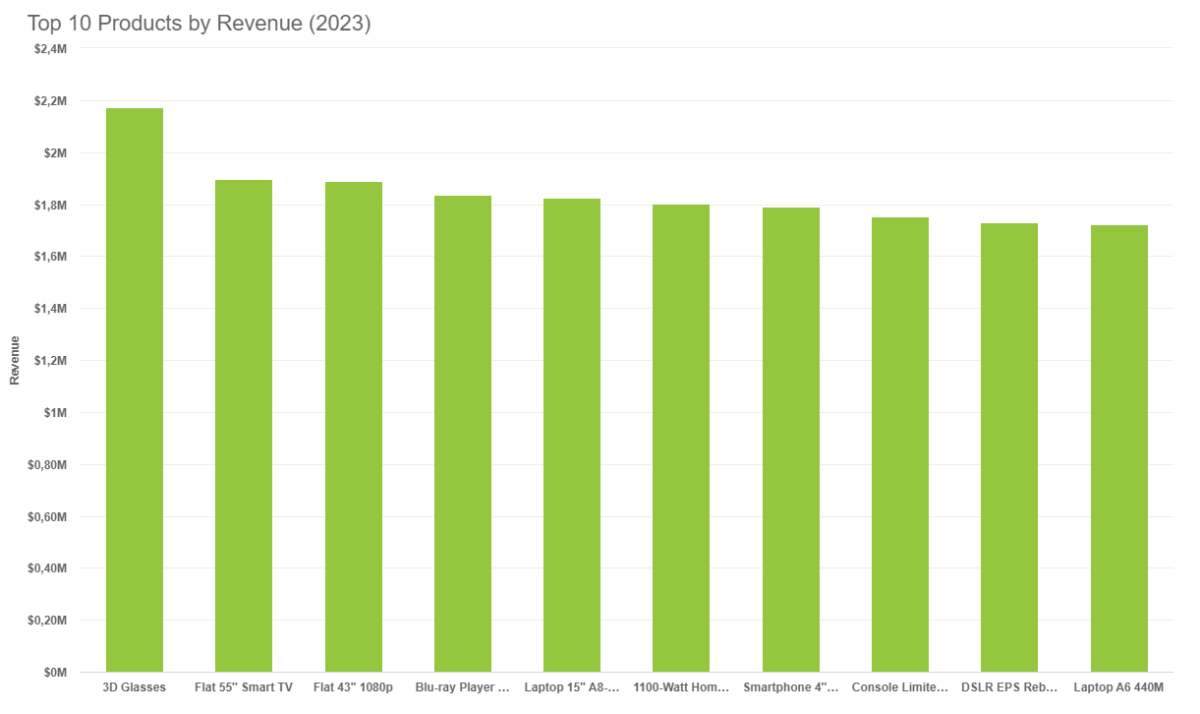 Top 10 Products by Revenue (2023)
$2,4M
$2,2M
$2M
$1,8M
$1,6M
$1,4M
$1,2M
$1M
$0,80M
$0,60M
$0,40M
$0,20M
$0M
Revenue
3D Glasses
Flat 55" Smart TV
Flat 43" 1080p
Blu-ray Player ...
Laptop 15" A8-...
1100-Watt Hom...
Smartphone 4"...
Console Limite...
DSLR EPS Reb...
Laptop A6 440M